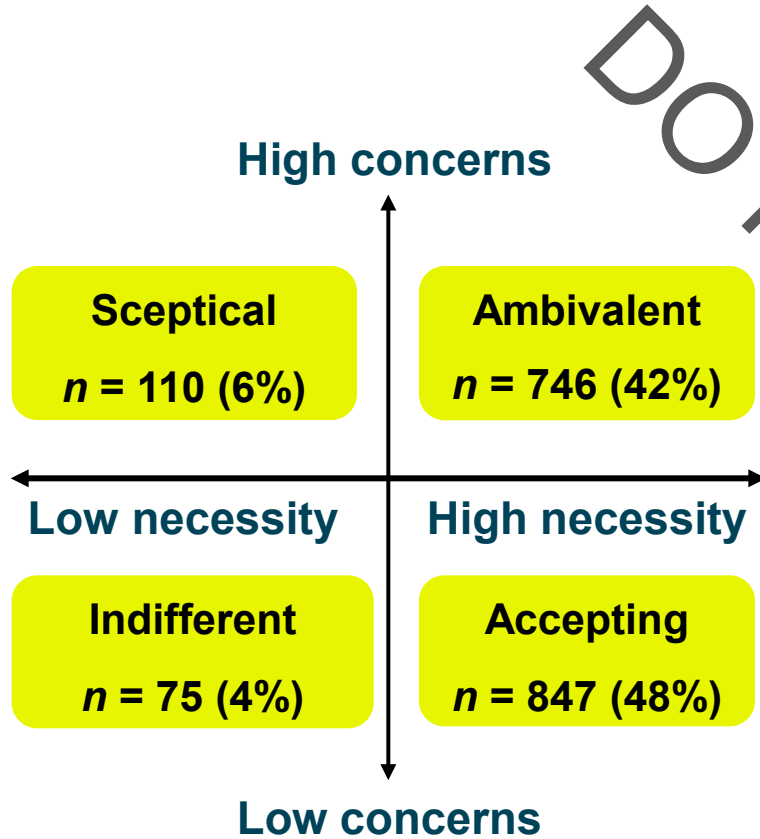 DO
High concerns
Sceptical
n = 110 (6%)
Ambivalent
n = 746 (42%)
Low necessity
High necessity
Indifferent
n = 75 (4%)
Accepting
n = 847 (48%)
Low concerns